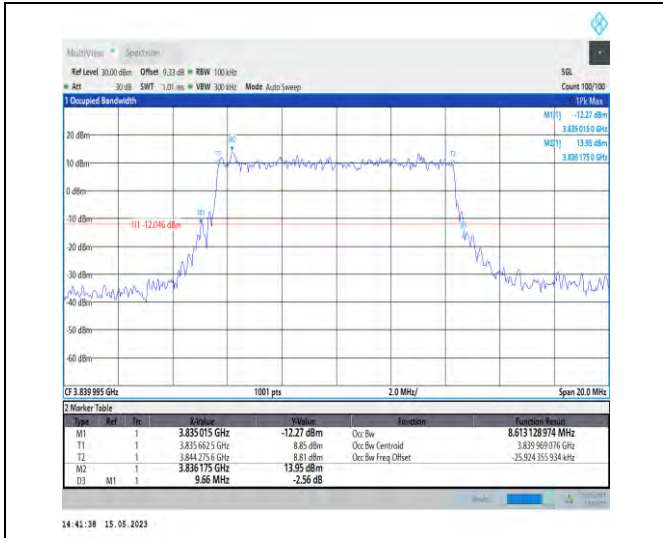 MultiView Spectrum
Ref Level 30.00 dBm Offset 9.33 dB RBW 100 kHz SGL
Att 30 dB SWT 1.01 ms VBW 300 kHz Mode Auto Sweep Count 100/100
1 Occupied Bandwidth 1Pk Max
M1[1] -12.27 dBm
3.835 015 0 GHz
M2[1] 13.95 dBm
3.836 175 0 GHz
20 dBm
M2
T1
T2
10 dBm
0 dBm
M1
-10 dBm
H1 -12.046 dBm
-20 dBm
-30 dBm
-40 dBm
-50 dBm
-60 dBm
CF 3.839 995 GHz 1001 pts 2.0 MHz/ Span 20.0 MHz
2 Marker Table
Type Ref Trc X-Value Y-Value Function Function Result
M1 1 3.835 015 GHz -12.27 dBm Occ Bw 8.613 128 974 MHz
T1 1 3.835 662 5 GHz 8.85 dBm Occ Bw Centroid 3.839 969 076 GHz
T2 1 3.844 275 6 GHz 8.81 dBm Occ Bw Freq Offset -25.924 355 934 kHz
M2 1 3.836 175 GHz 13.95 dBm
D3 M1 1 9.66 MHz -2.56 dB
14:41:38 15.05.2023